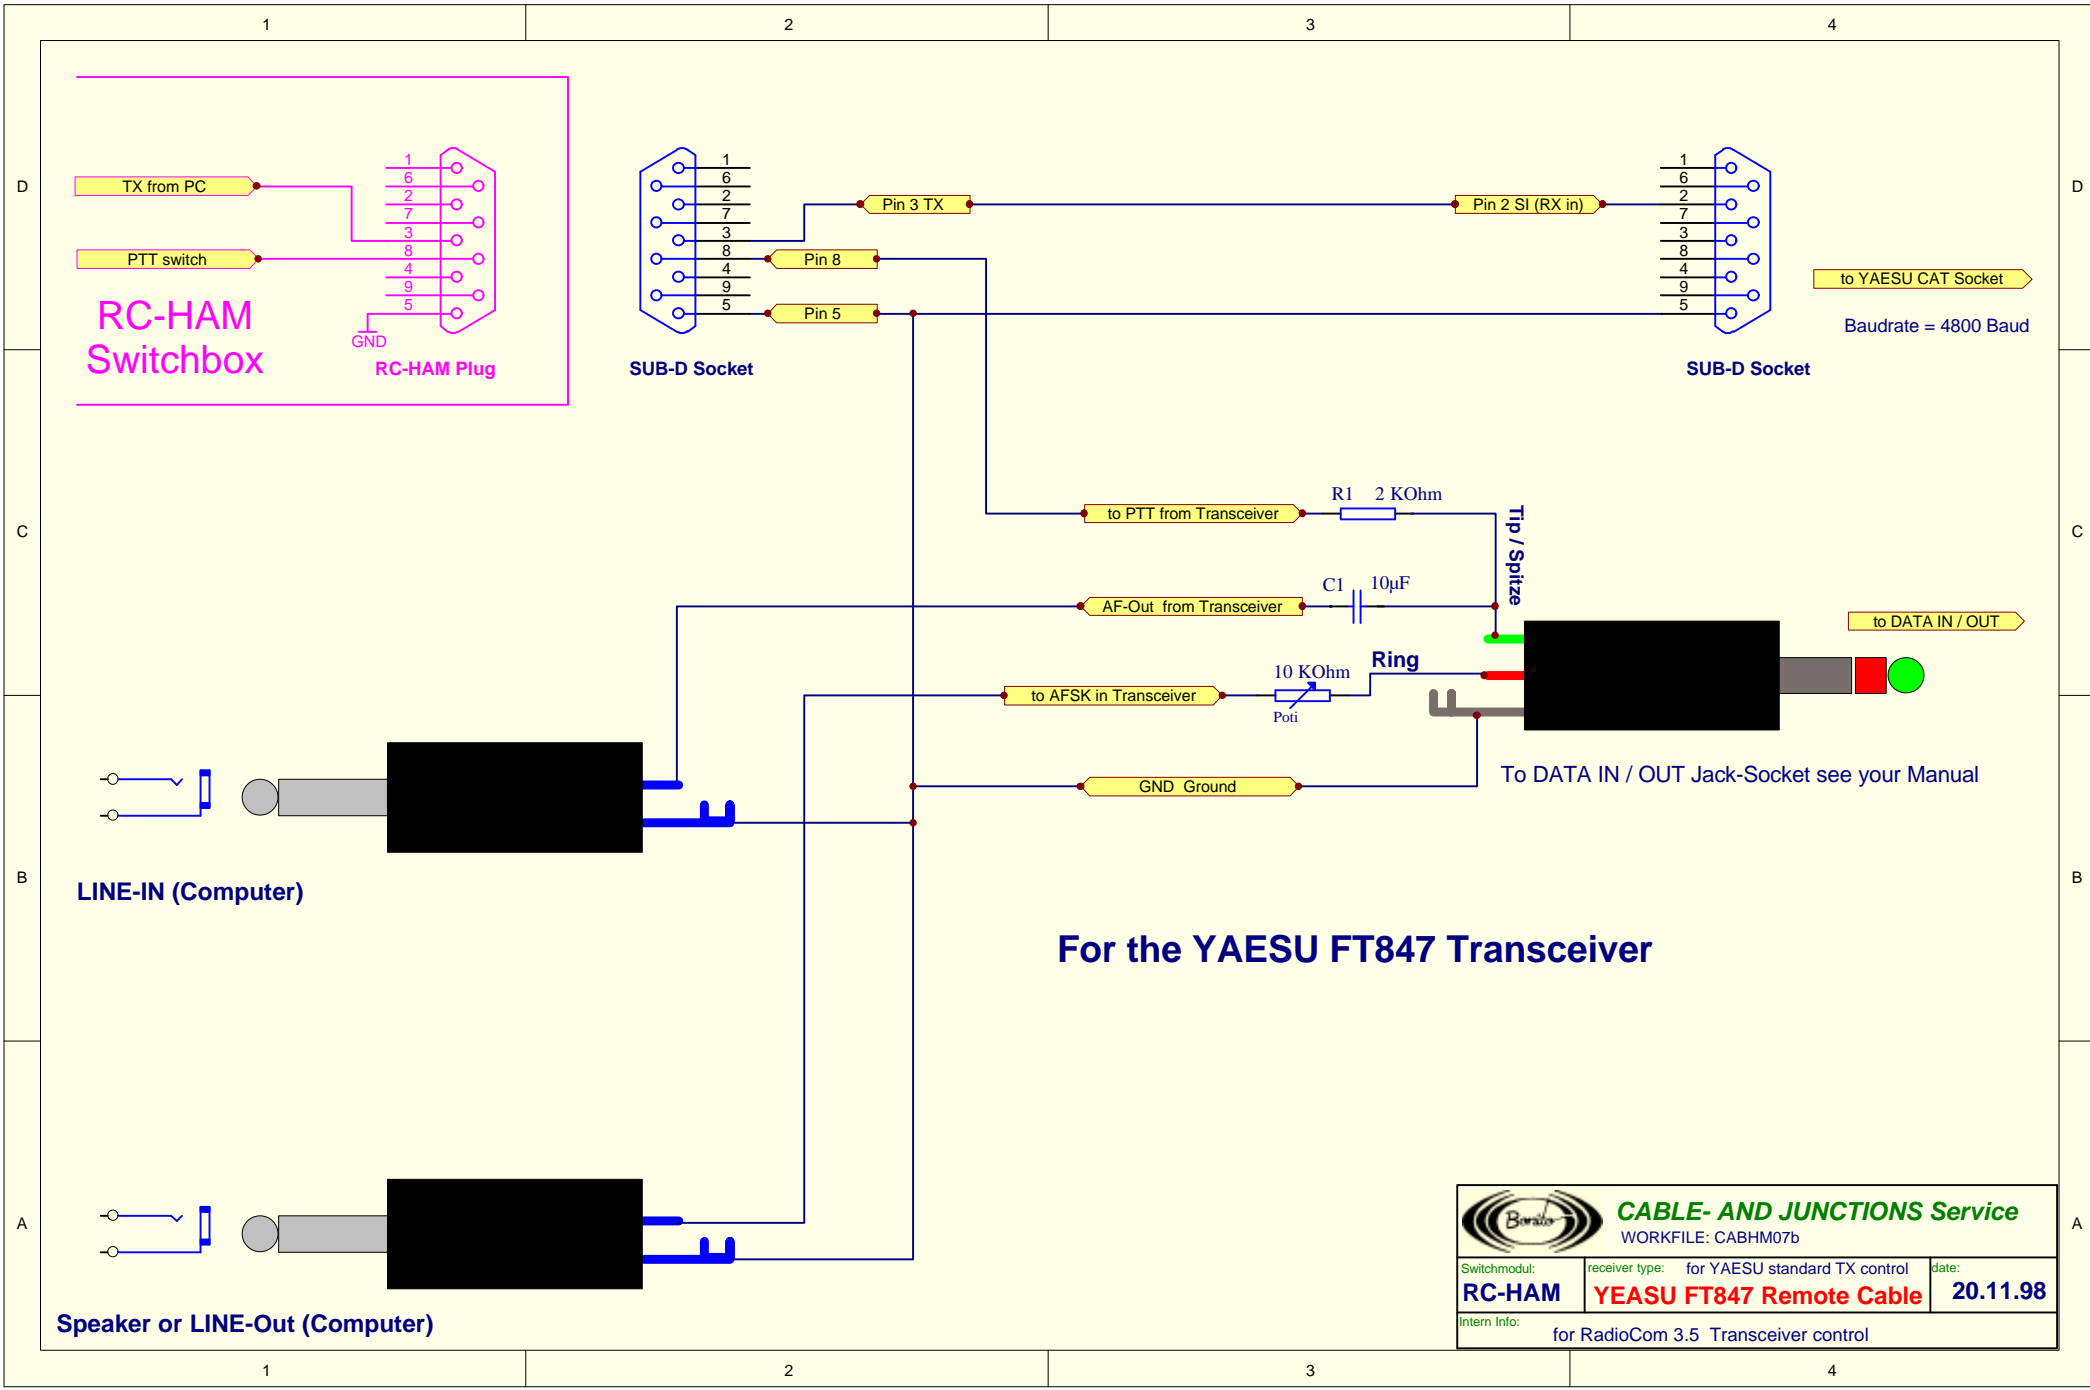 1 2 3 4
D D
TX from PC
PTT switch
RC-HAM
Switchbox
1
6
2
7
3
8
4
9
5
GND
RC-HAM Plug
1
6
2
7
3
8
4
9
5
SUB-D Socket
Pin 3 TX
Pin 8
Pin 5
Pin 2 SI (RX in)
1
6
2
7
3
8
4
9
5
SUB-D Socket
to YAESU CAT Socket
Baudrate = 4800 Baud
C C
to PTT from Transceiver
R1 2 KOhm
Tip / Spitze
AF-Out from Transceiver
C1 10µF
to DATA IN / OUT
Ring
to AFSK in Transceiver
10 KOhm
Poti
GND Ground
To DATA IN / OUT Jack-Socket see your Manual
B B
LINE-IN (Computer)
For the YAESU FT847 Transceiver
A A
Speaker or LINE-Out (Computer)
Bonito
CABLE- AND JUNCTIONS Service
WORKFILE: CABHM07b
Switchmodul:
RC-HAM
receiver type: for YAESU standard TX control
YEASU FT847 Remote Cable
date:
20.11.98
Intern Info:
for RadioCom 3.5 Transceiver control
1 2 3 4